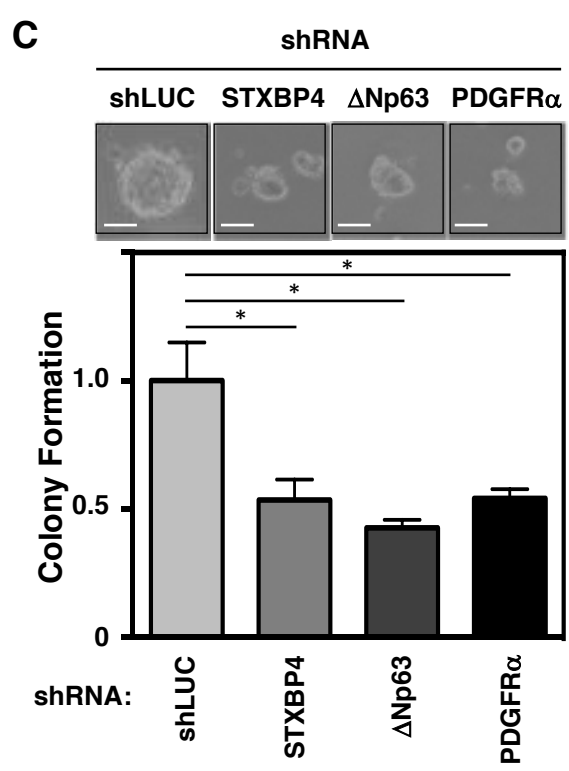 C
shRNA
shLUC STXBP4 ΔNp63 PDGFRα
*
*
*
Colony Formation
1.0
0.5
0
shRNA: shLUC STXBP4 ΔNp63 PDGFRα